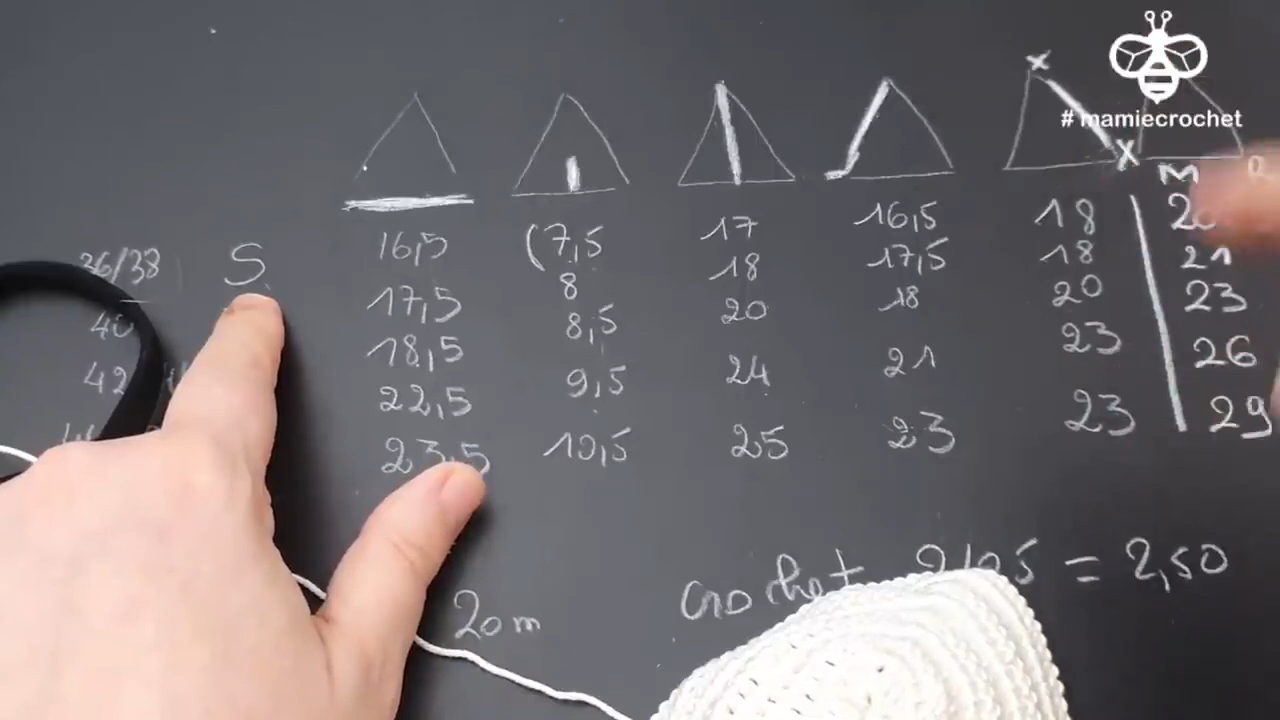 # mamiecrochet
M
36/38 S 16,5 (7,5 17 16,5 18
40 17,5 8 18 17,5 18 21
42 18,5 8,5 20 18 20 23
22,5 9,5 24 21 23 26
23,5 10,5 25 23 23 29
crochet = 2,50
20 m